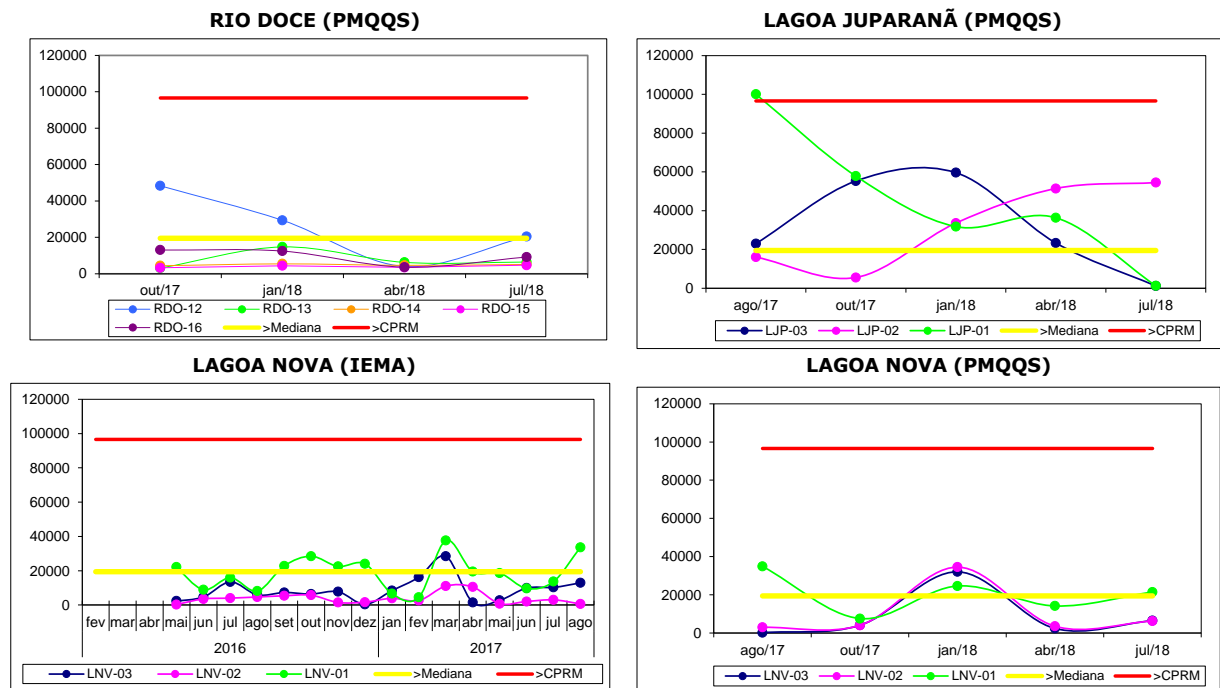 RIO DOCE (PMQQS)
120000
100000
80000
60000
40000
20000
0
out/17 jan/18 abr/18 jul/18
RDO-12 RDO-13 RDO-14 RDO-15
RDO-16 >Mediana >CPRM
LAGOA JUPARANÃ (PMQQS)
120000
100000
80000
60000
40000
20000
0
ago/17 out/17 jan/18 abr/18 jul/18
LJP-03 LJP-02 LJP-01 >Mediana >CPRM
LAGOA NOVA (IEMA)
120000
100000
80000
60000
40000
20000
0
fev mar abr mai jun jul ago set out nov dez jan fev mar abr mai jun jul ago
2016 2017
LNV-03 LNV-02 LNV-01 >Mediana >CPRM
LAGOA NOVA (PMQQS)
120000
100000
80000
60000
40000
20000
0
ago/17 out/17 jan/18 abr/18 jul/18
LNV-03 LNV-02 LNV-01 >Mediana >CPRM